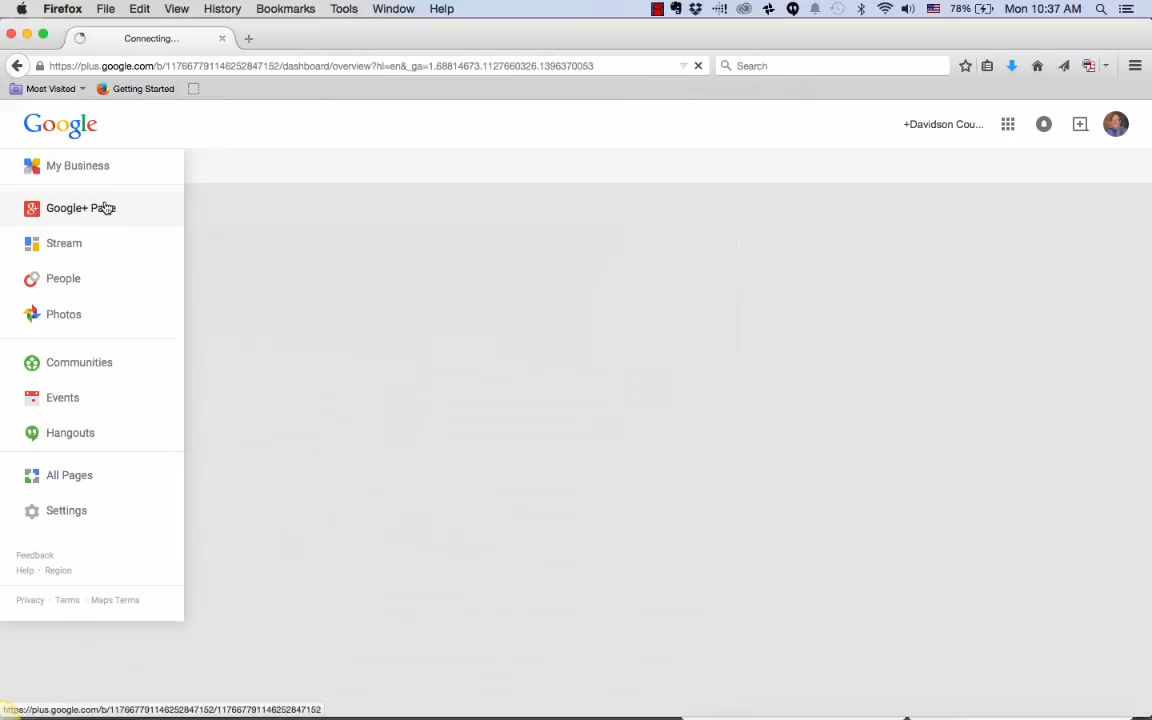 Firefox File Edit View History Bookmarks Tools Window Help 78% Mon 10:37 AM
Connecting...
https://plus.google.com/b/117667791146252847152/dashboard/overview?hl=en&_ga=1.68814673.1127660326.1396370053 Search
Most Visited Getting Started
Google +Davidson Cou...
My Business
Google+ Page
Stream
People
Photos
Communities
Events
Hangouts
All Pages
Settings
Feedback
Help · Region
Privacy · Terms · Maps Terms
https://plus.google.com/b/117667791146252847152/117667791146252847152